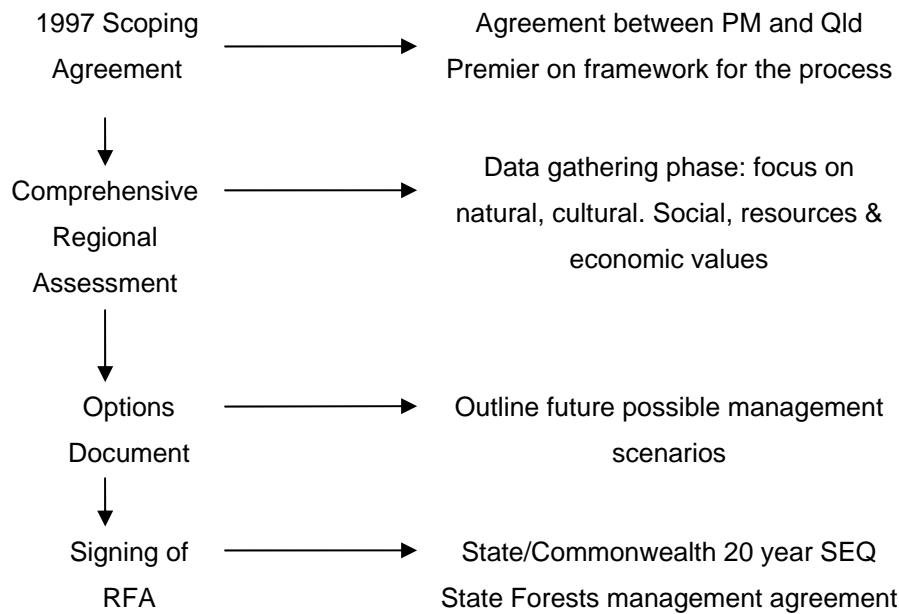 1997 Scoping
Agreement
Agreement between PM and Qld
Premier on framework for the process
Comprehensive
Regional
Assessment
Data gathering phase: focus on
natural, cultural. Social, resources &
economic values
Options
Document
Outline future possible management
scenarios
Signing of
RFA
State/Commonwealth 20 year SEQ
State Forests management agreement